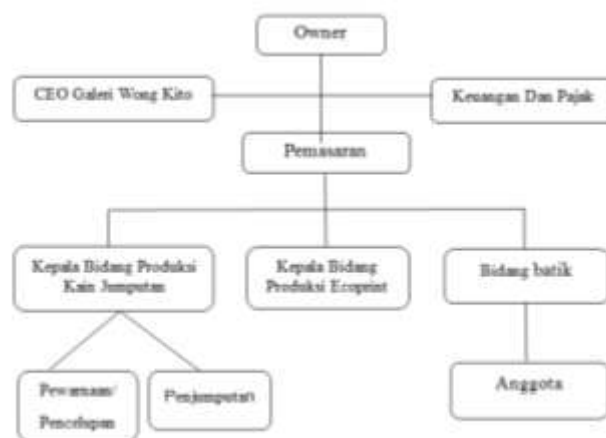 Owner
CEO Galeri Wong Kito
Keuangan Dan Pajak
Pemasaran
Kepala Bidang Produksi
Kain Jumputan
Kepala Bidang
Produksi Ecoprint
Bidang batik
Pewarnaan/
Pencelupan
Penjumputan
Anggota